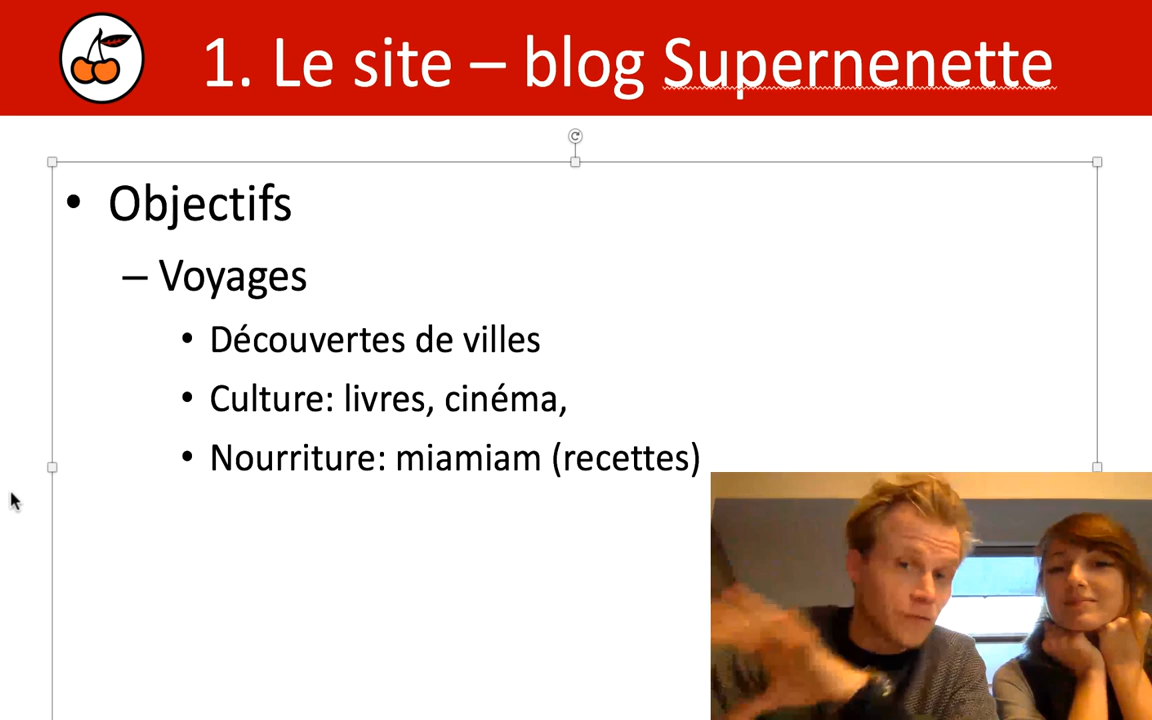 1. Le site – blog Supernenette
• Objectifs
– Voyages
• Découvertes de villes
• Culture: livres, cinéma,
• Nourriture: miamiam (recettes)